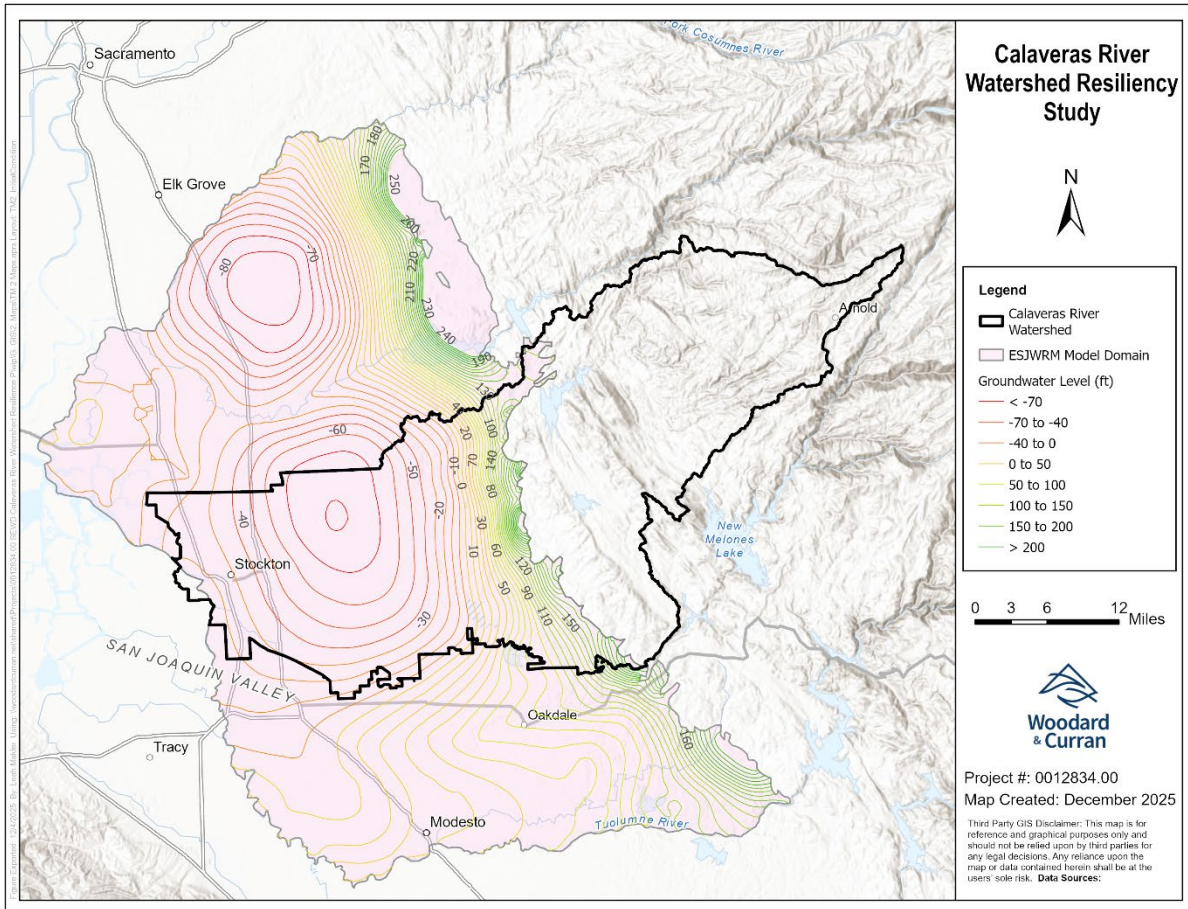 Fork Cosumnes River
Sacramento
Elk Grove
180
170
250
200
-70
-80
220
210
230
240
190
130
Arnold
40
100
-60
20
70
140
-50
-10
0
80
-20
-40
30
60
10
120
Stockton
90
50
110
-30
150
New
Melones
Lake
SAN JOAQUIN VALLEY
Oakdale
160
Tracy
Modesto
Tuolumne River
Calaveras River
Watershed Resiliency
Study
N
Legend
Calaveras River
Watershed
ESJWRM Model Domain
Groundwater Level (ft)
< -70
-70 to -40
-40 to 0
0 to 50
50 to 100
100 to 150
150 to 200
> 200
0 3 6 12
Miles
Woodard
& Curran
Project #: 0012834.00
Map Created: December 2025
Third Party GIS Disclaimer: This map is for
reference and graphical purposes only and
should not be relied upon by third parties for
any legal decisions. Any reliance upon the
map or data contained herein shall be at the
users' sole risk. Data Sources: